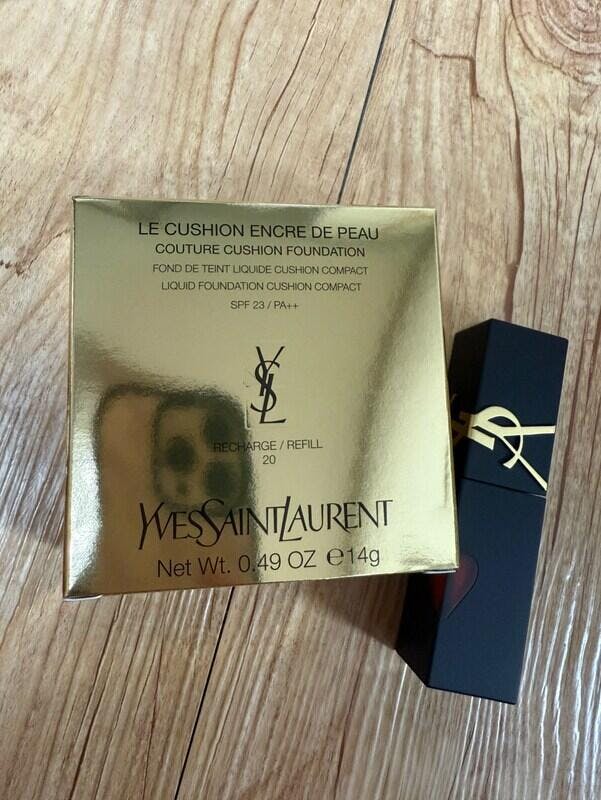 LE CUSHION ENCRE DE PEAU
COUTURE CUSHION FOUNDATION
FOND DE TEINT LIQUIDE CUSHION COMPACT
LIQUID FOUNDATION CUSHION COMPACT
SPF 23 / PA++
YSL
RECHARGE / REFILL
20
YVESSAINTLAURENT
Net Wt. 0.49 OZ ℮14g